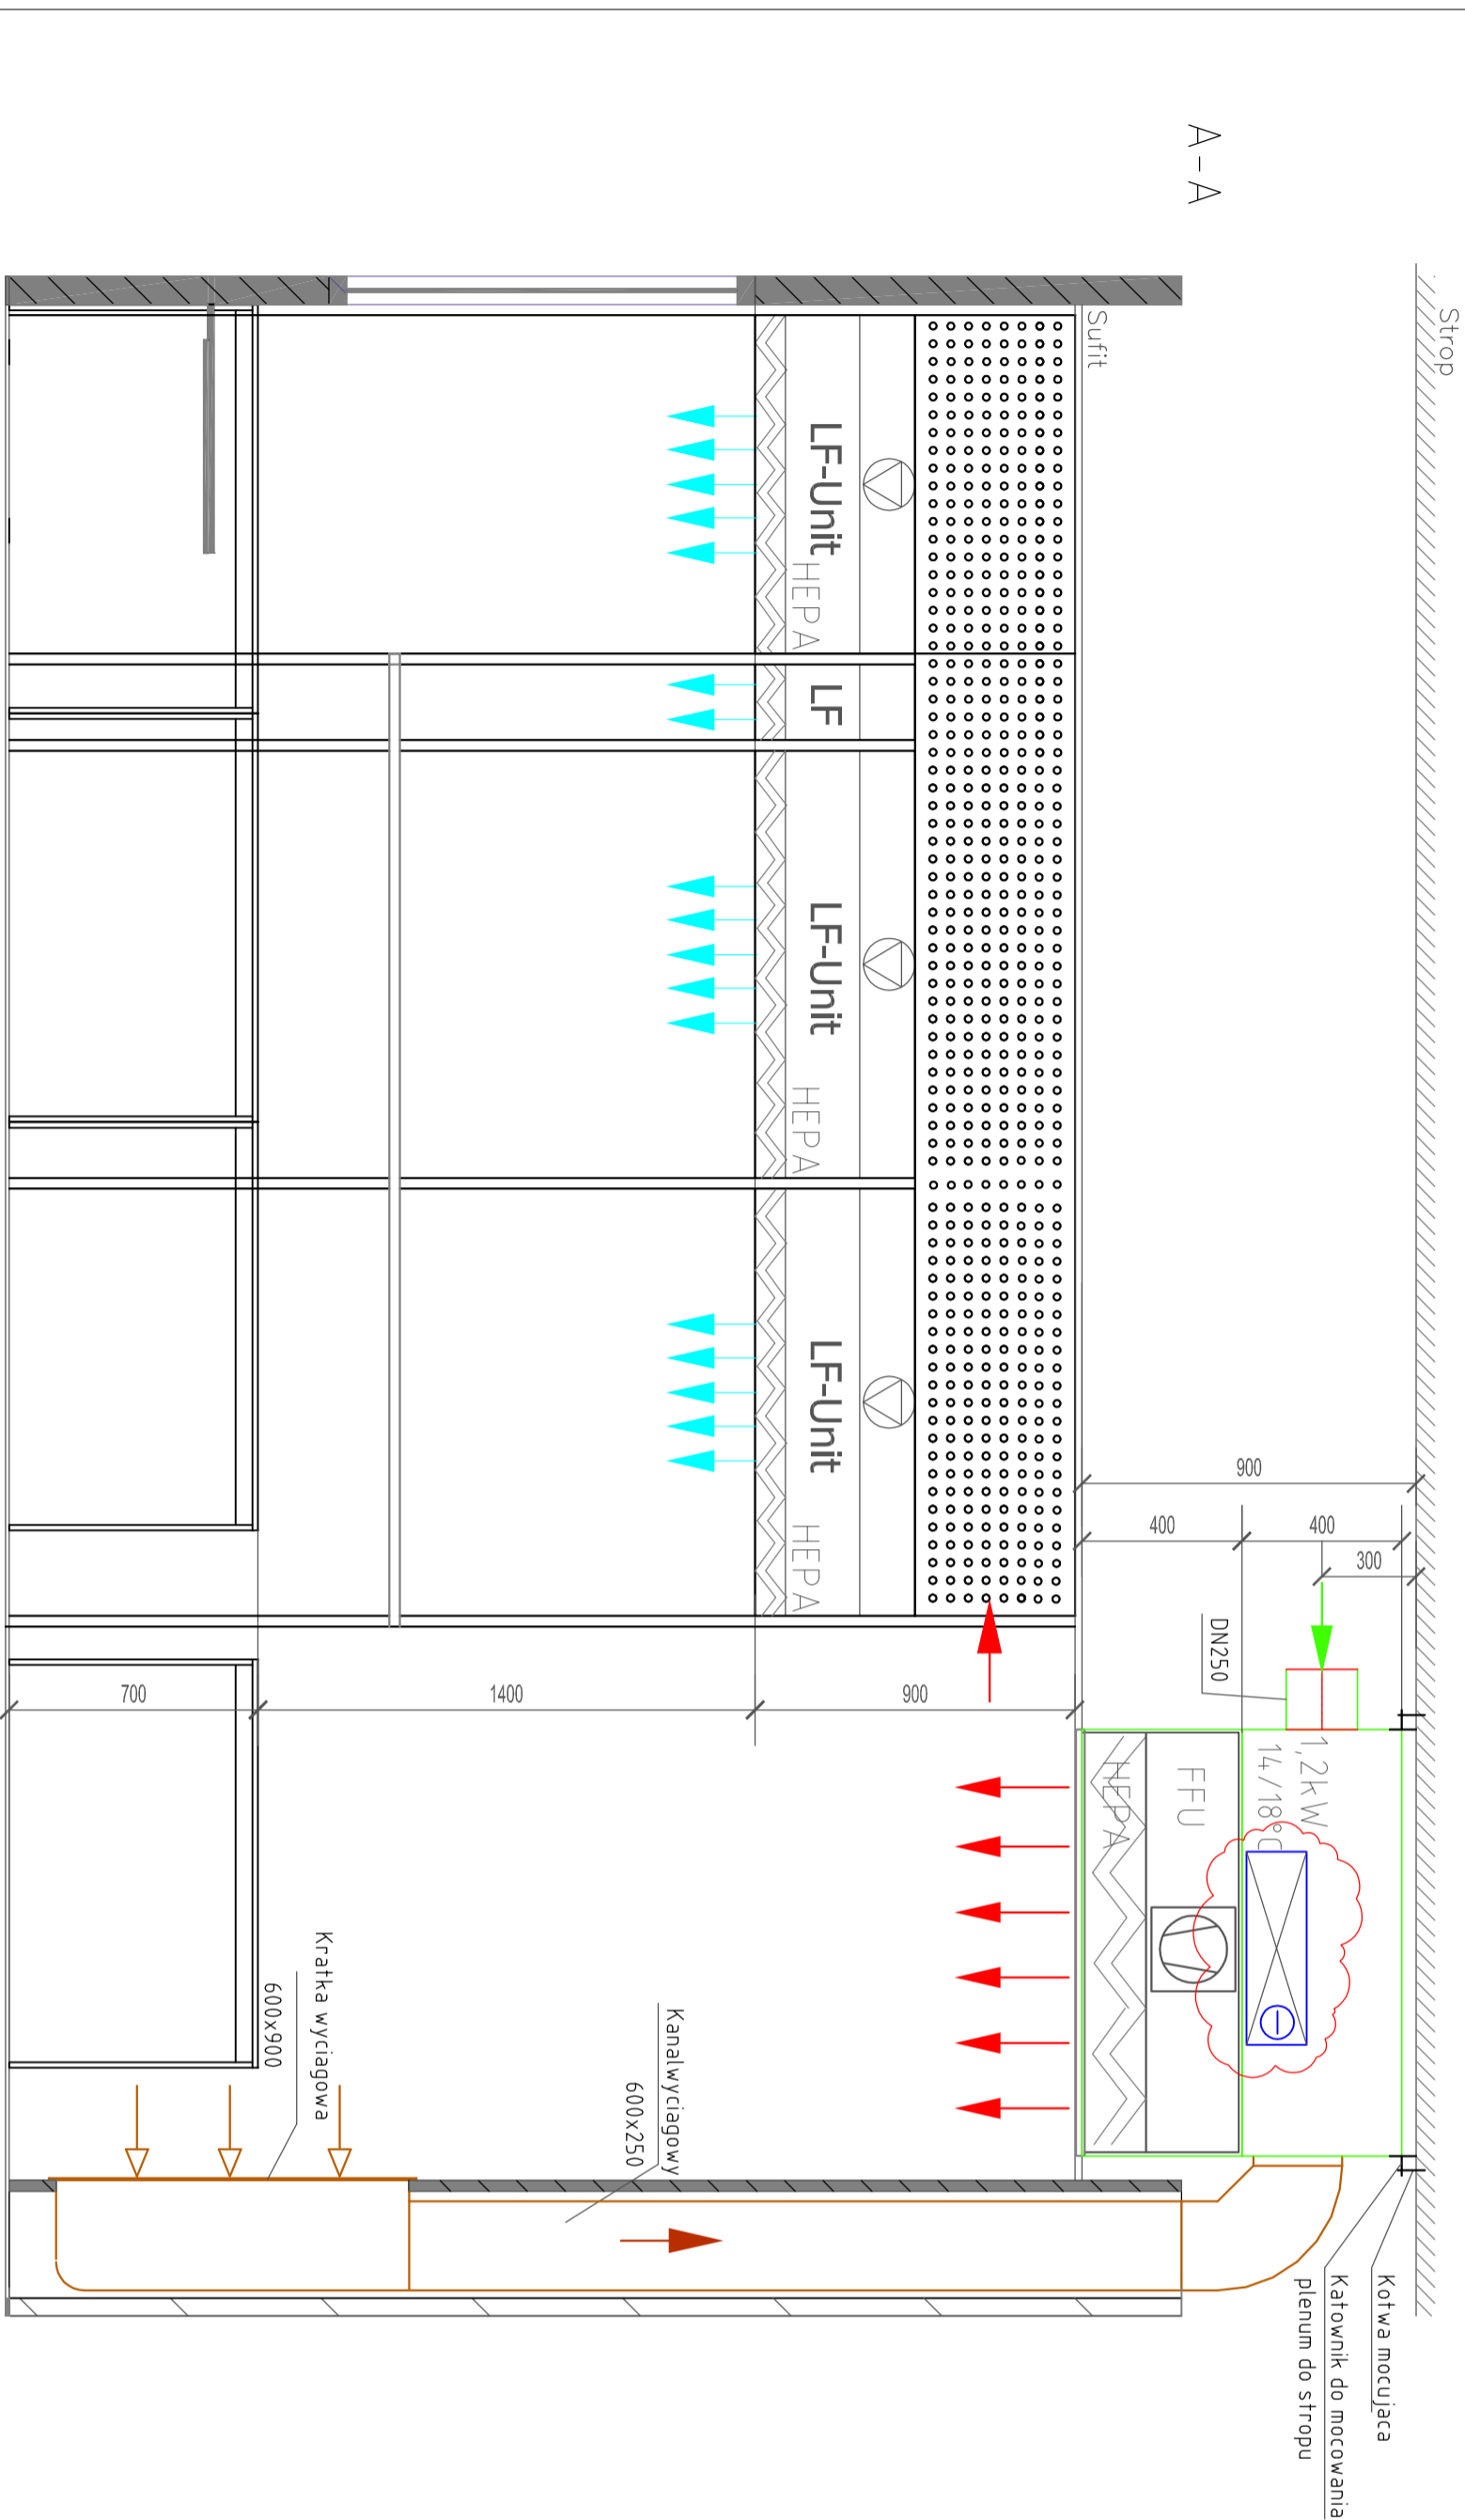 A-A
Strop
Sufit
LF-Unit
HEPA
LF
LF-Unit
HEPA
LF-Unit
HEPA
900
400
400
300
DN250
1,2kW
14/18°C
FFU
HEPA
700
1400
900
Kratka wyciagowa
600x900
Kanalwyciagowy
600x250
Kotwa mocujaca
Katownik do mocowania
plenum do stropu